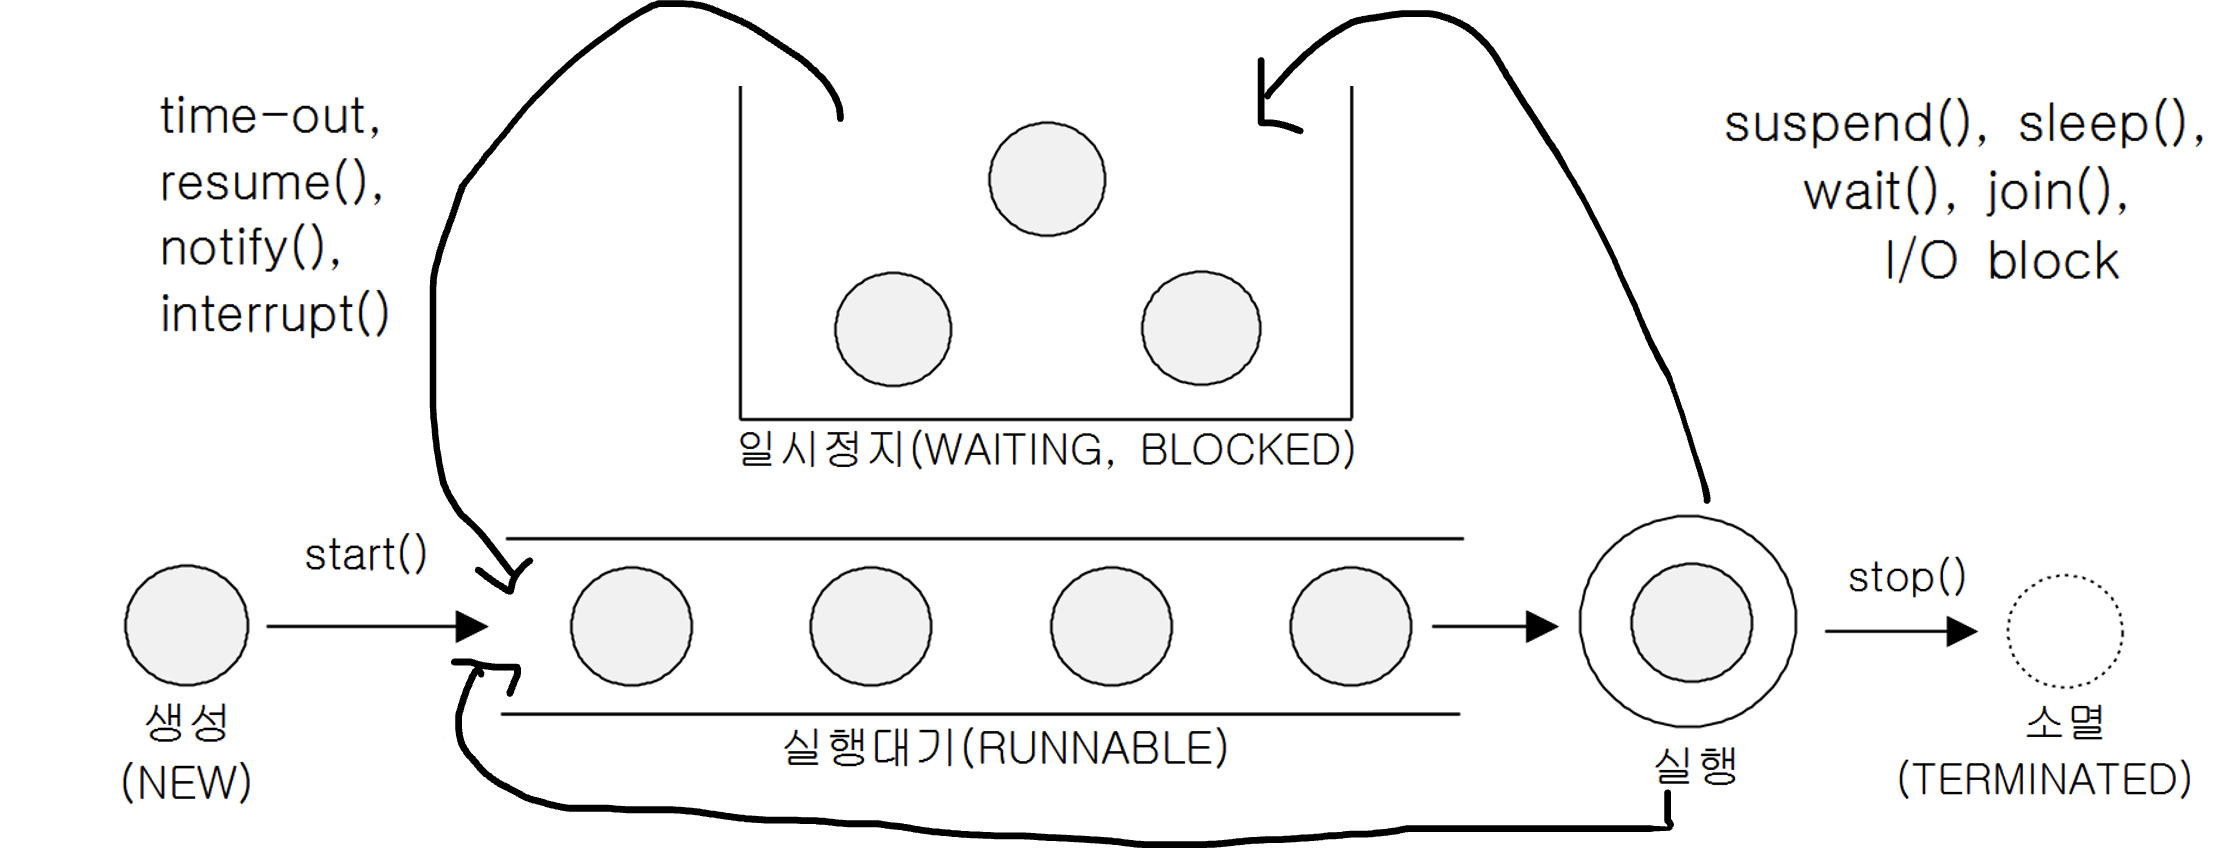 time-out,
resume(),
notify(),
interrupt()
suspend(), sleep(),
wait(), join(),
I/O block
일시정지(WAITING, BLOCKED)
start()
stop()
생성
(NEW)
실행대기(RUNNABLE)
실행
소멸
(TERMINATED)